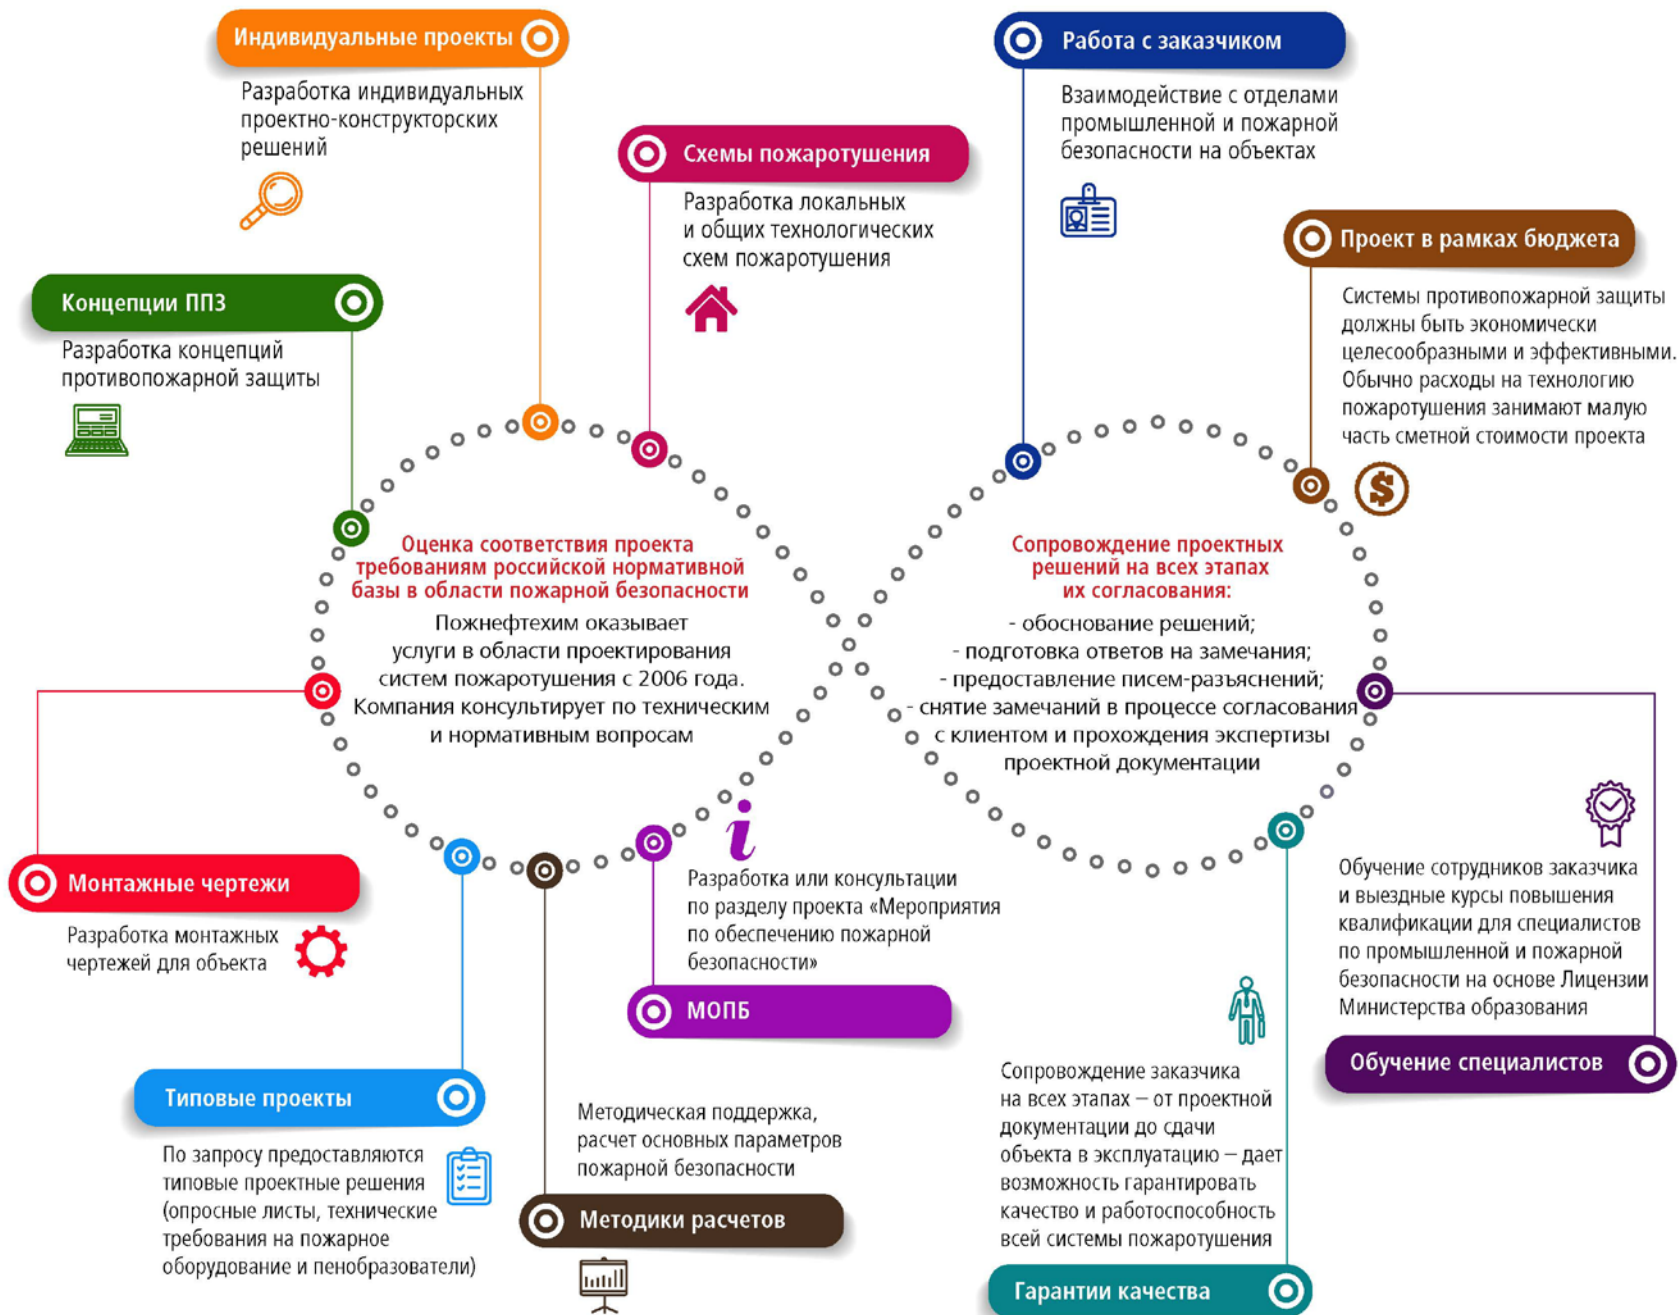 Индивидуальные проекты
Разработка индивидуальных
проектно-конструкторских
решений
Схемы пожаротушения
Разработка локальных
и общих технологических
схем пожаротушения
Работа с заказчиком
Взаимодействие с отделами
промышленной и пожарной
безопасности на объектах
Проект в рамках бюджета
Системы противопожарной защиты
должны быть экономически
целесообразными и эффективными.
Обычно расходы на технологию
пожаротушения занимают малую
часть сметной стоимости проекта
$
Концепции ППЗ
Разработка концепций
противопожарной защиты
Оценка соответствия проекта
требованиям российской нормативной
базы в области пожарной безопасности
Пожнефтехим оказывает
услуги в области проектирования
систем пожаротушения с 2006 года.
Компания консультирует по техническим
и нормативным вопросам
Сопровождение проектных
решений на всех этапах
их согласования:
- обоснование решений;
- подготовка ответов на замечания;
- предоставление писем-разъяснений;
- снятие замечаний в процессе согласования
с клиентом и прохождения экспертизы
проектной документации
Монтажные чертежи
Разработка монтажных
чертежей для объекта
i
Разработка или консультации
по разделу проекта «Мероприятия
по обеспечению пожарной
безопасности»
МОПБ
Обучение сотрудников заказчика
и выездные курсы повышения
квалификации для специалистов
по промышленной и пожарной
безопасности на основе Лицензии
Министерства образования
Обучение специалистов
Типовые проекты
По запросу предоставляются
типовые проектные решения
(опросные листы, технические
требования на пожарное
оборудование и пенобразователи)
Методическая поддержка,
расчет основных параметров
пожарной безопасности
Методики расчетов
Сопровождение заказчика
на всех этапах – от проектной
документации до сдачи
объекта в эксплуатацию – дает
возможность гарантировать
качество и работоспособность
всей системы пожаротушения
Гарантии качества